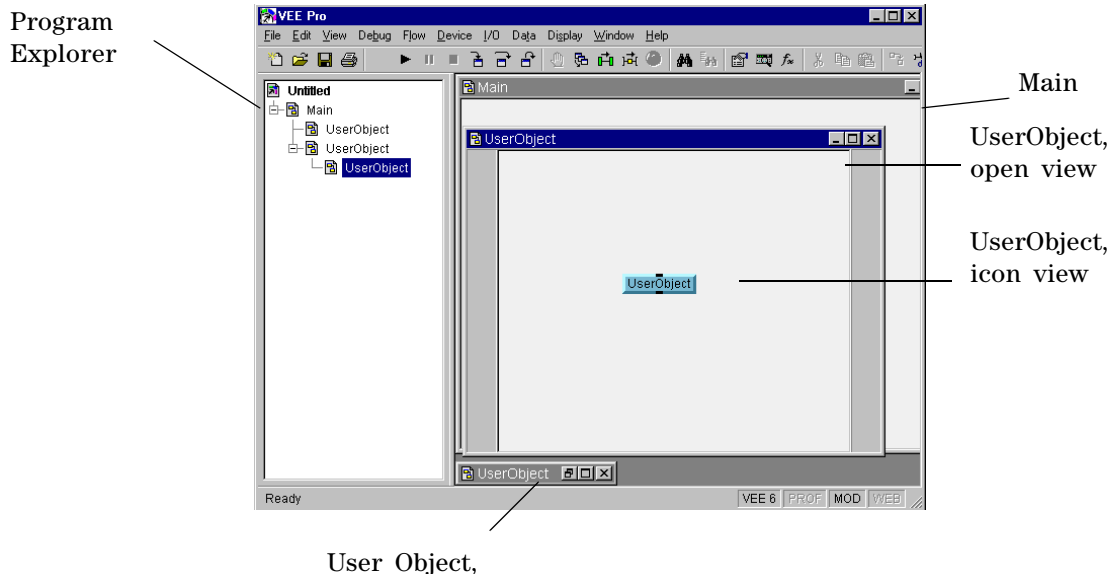 Program
Explorer
VEE Pro
File Edit View Debug Flow Device I/O Data Display Window Help
Untitled
Main
UserObject
UserObject
UserObject
Main
UserObject
UserObject
UserObject
Ready
VEE 6 PROF MOD WEB
Main
UserObject,
open view
UserObject,
icon view
User Object,